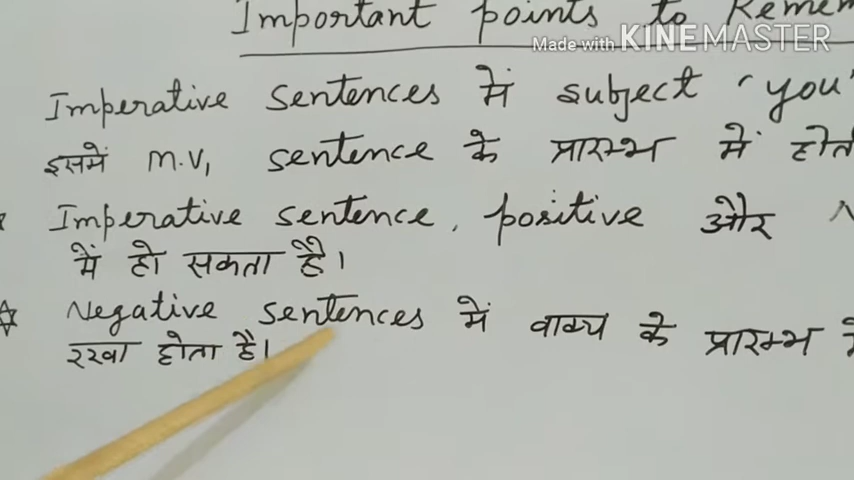 Important points to Remem
Made with KINEMASTER
Imperative sentences में subject "you"
इसमें M.V1 sentence के प्रारम्भ में होत
Imperative sentence, positive और N
में हो सकता है।
Negative sentences में वाक्य के प्रारम्भ में
रखा होता है।